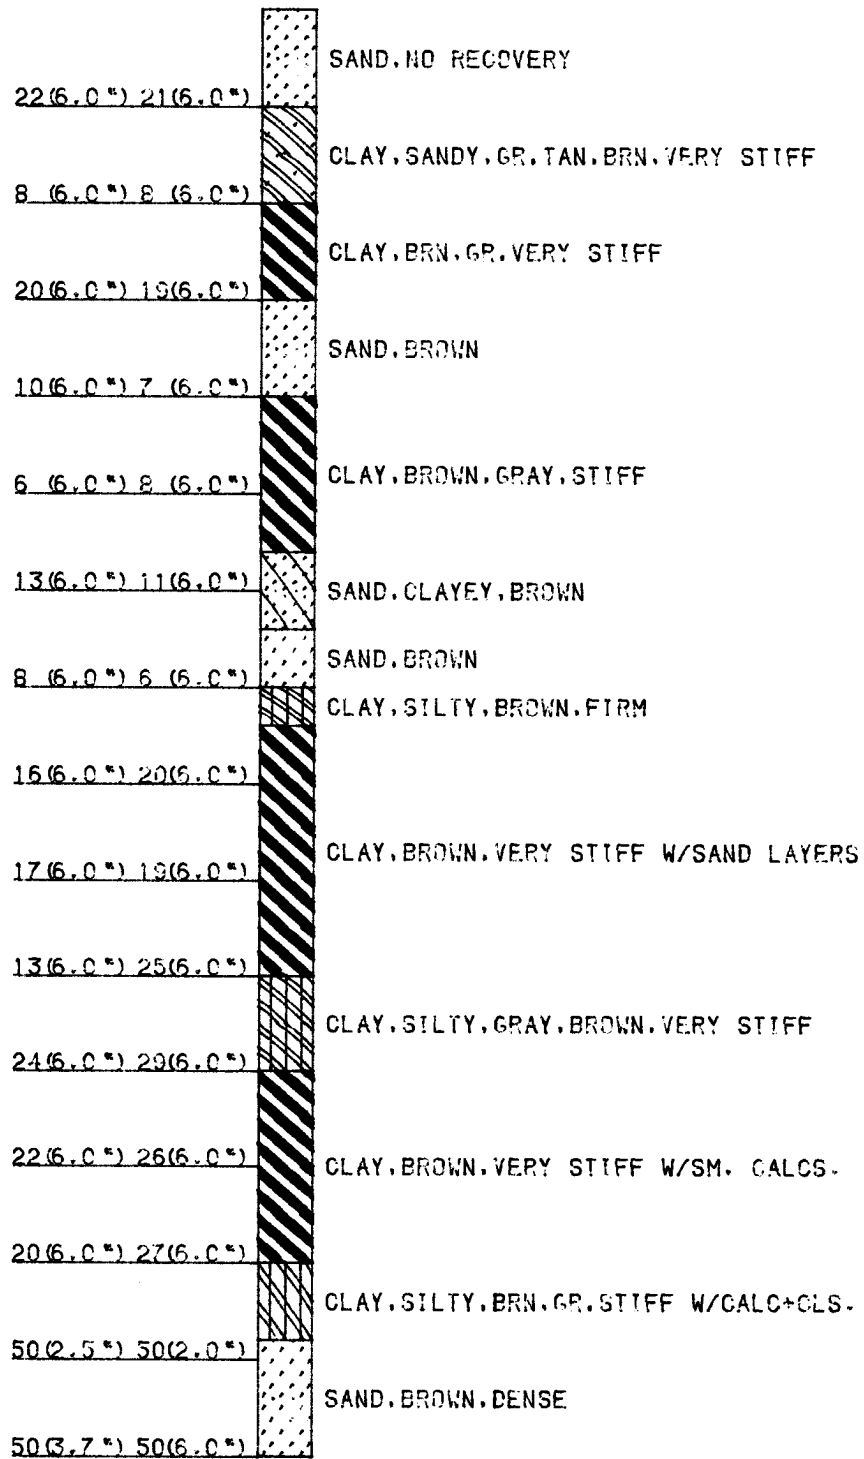 SAND,NO RECOVERY
22(6.0") 21(6.0")
CLAY,SANDY,GR,TAN,BRN,VERY STIFF
8 (6.0") 8 (6.0")
CLAY,BRN,GR,VERY STIFF
20(6.0") 19(6.0")
SAND,BROWN
10(6.0") 7 (6.0")
CLAY,BROWN,GRAY,STIFF
6 (6.0") 8 (6.0")
13(6.0") 11(6.0")
SAND,CLAYEY,BROWN
SAND,BROWN
8 (6.0") 6 (6.0")
CLAY,SILTY,BROWN,FIRM
16(6.0") 20(6.0")
CLAY,BROWN,VERY STIFF W/SAND LAYERS
17(6.0") 19(6.0")
13(6.0") 25(6.0")
CLAY,SILTY,GRAY,BROWN,VERY STIFF
24(6.0") 29(6.0")
22(6.0") 26(6.0")
CLAY,BROWN,VERY STIFF W/SM. CALCS.
20(6.0") 27(6.0")
CLAY,SILTY,BRN,GR,STIFF W/CALC+CLS.
50(2.5") 50(2.0")
SAND,BROWN,DENSE
50(3.7") 50(6.0")